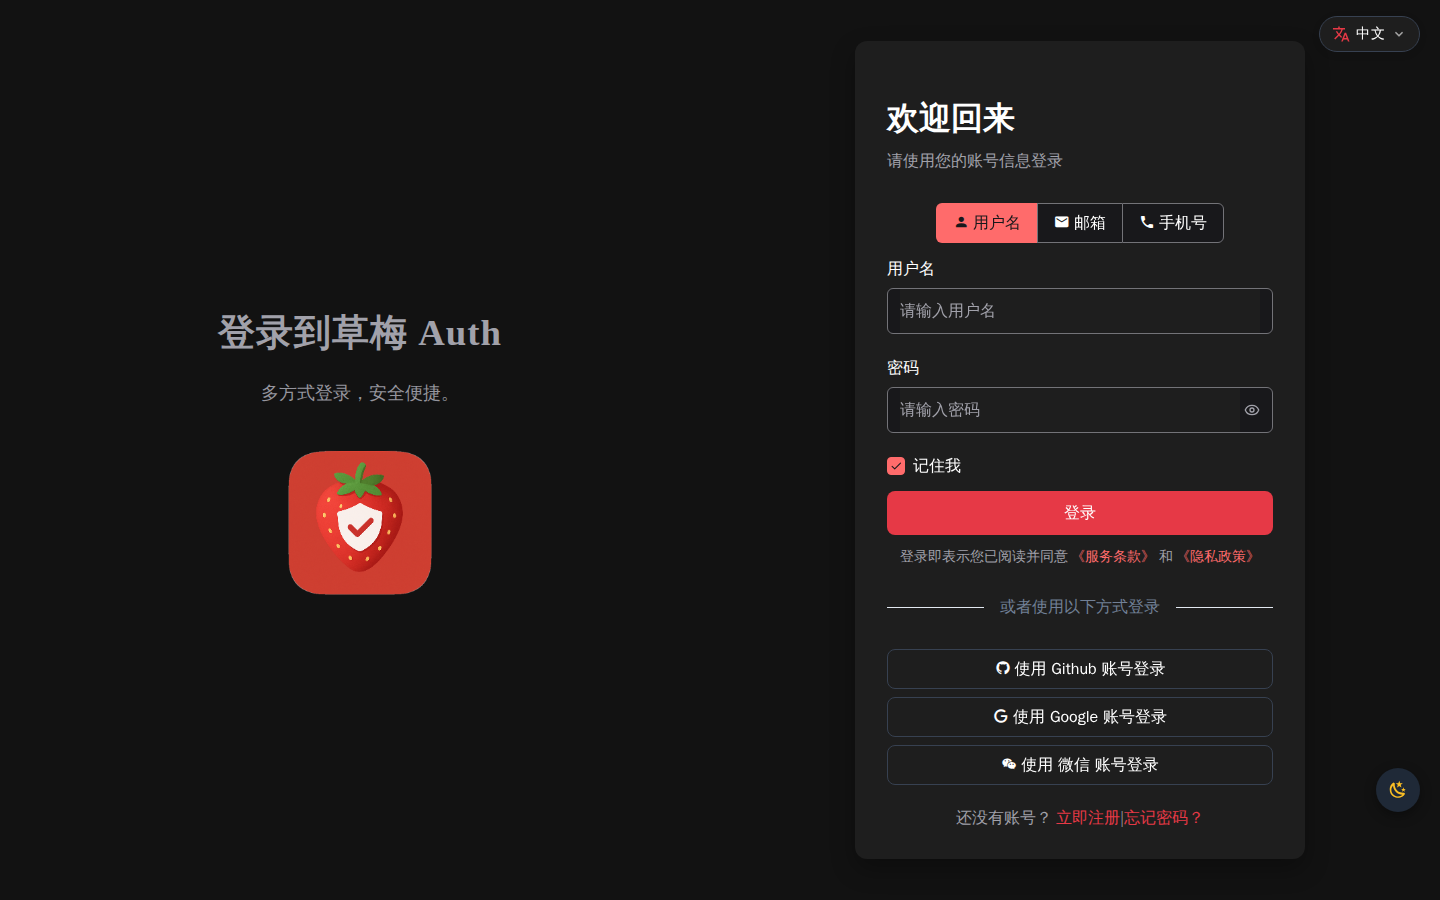 中文
登录到草梅 Auth
多方式登录，安全便捷。
欢迎回来
请使用您的账号信息登录
用户名 邮箱 手机号
用户名
请输入用户名
密码
请输入密码
记住我
登录
登录即表示您已阅读并同意 《服务条款》 和 《隐私政策》
或者使用以下方式登录
使用 Github 账号登录
使用 Google 账号登录
使用 微信 账号登录
还没有账号？ 立即注册|忘记密码？